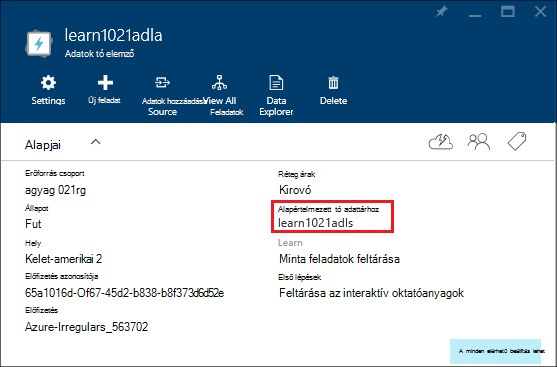 learn1021adla
Adatok tó elemző
Settings
Új feladat
Adatok hozzáadása
Source
View All
Feladatok
Data
Explorer
Delete
Alapjai
Erőforrás csoport
agyag 021rg
Állapot
Fut
Hely
Kelet-amerikai 2
Előfizetés azonosítója
65a1016d-Of67-45d2-b838-b8f373d6d52e
Előfizetés
Azure-Irregulars_563702
Réteg árak
Kirovó
Alapértelmezett tó adattárhoz
learn1021adls
Learn
Minta feladatok feltárása
Első lépések
Feltárása az interaktív oktatóanyagok
A minden elérhető beállítás lehet